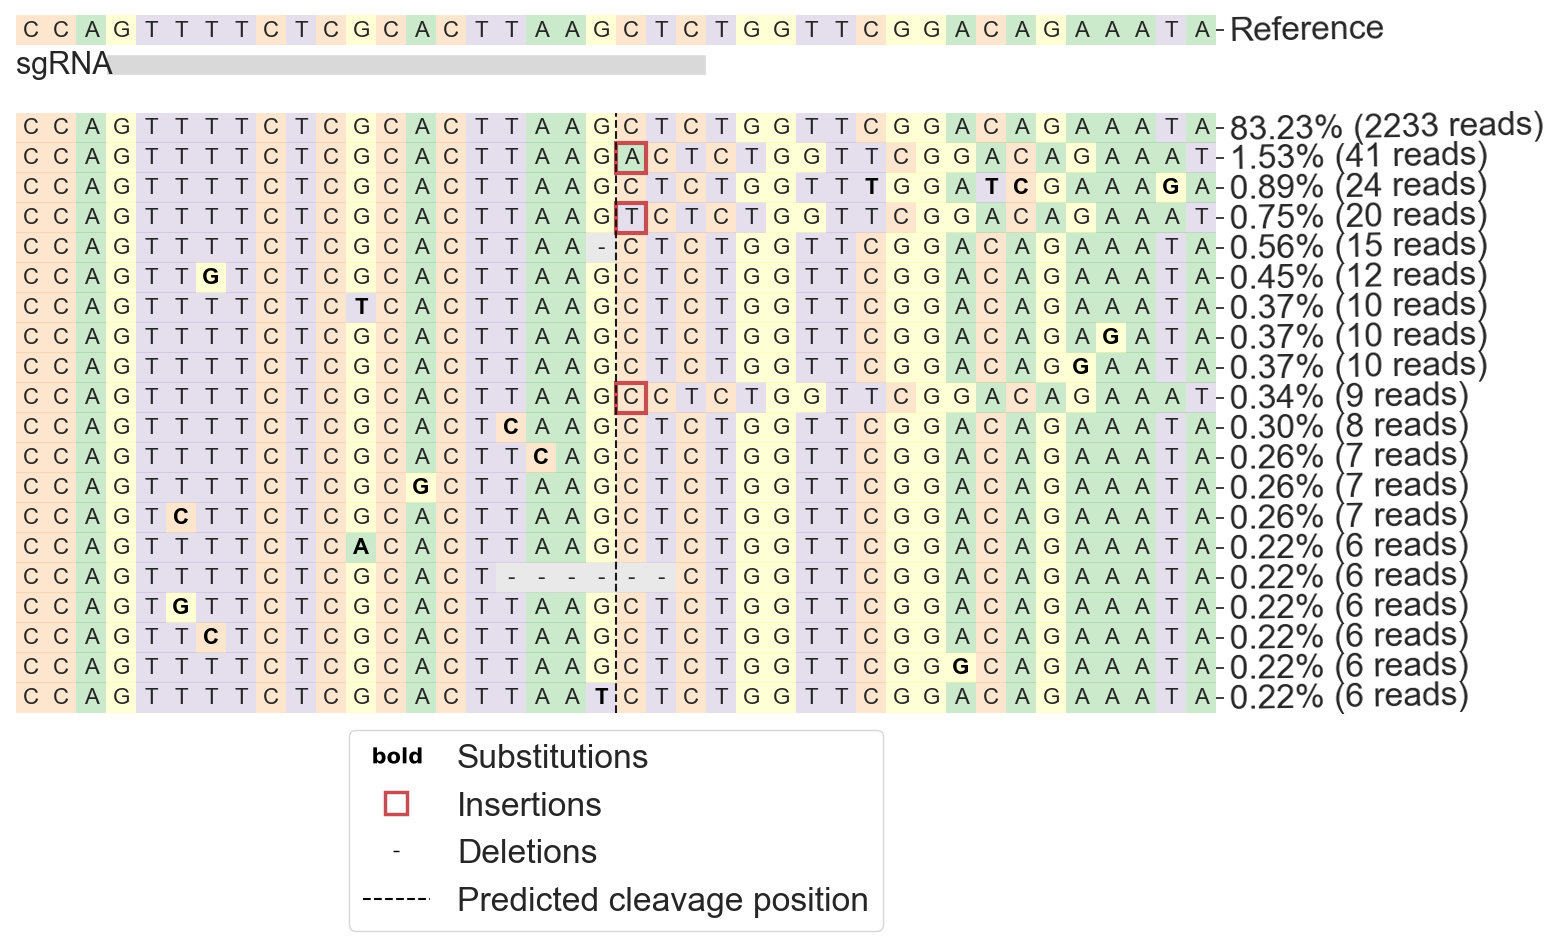 C C A G T T T T C T C G C A C T T A A G C T C T G G T T C G G A C A G A A A T A Reference
sgRNA
C C A G T T T T C T C G C A C T T A A G C T C T G G T T C G G A C A G A A A T A 83.23% (2233 reads)
C C A G T T T T C T C G C A C T T A A G A C T C T G G T T C G G A C A G A A A T 1.53% (41 reads)
C C A G T T T T C T C G C A C T T A A G C T C T G G T T T G G A T C G A A A G A 0.89% (24 reads)
C C A G T T T T C T C G C A C T T A A G T C T C T G G T T C G G A C A G A A A T 0.75% (20 reads)
C C A G T T T T C T C G C A C T T A A - C T C T G G T T C G G A C A G A A A T A 0.56% (15 reads)
C C A G T T G T C T C G C A C T T A A G C T C T G G T T C G G A C A G A A A T A 0.45% (12 reads)
C C A G T T T T C T C T C A C T T A A G C T C T G G T T C G G A C A G A A A T A 0.37% (10 reads)
C C A G T T T T C T C G C A C T T A A G C T C T G G T T C G G A C A G A G A T A 0.37% (10 reads)
C C A G T T T T C T C G C A C T T A A G C T C T G G T T C G G A C A G G A A T A 0.37% (10 reads)
C C A G T T T T C T C G C A C T T A A G C C T C T G G T T C G G A C A G A A A T 0.34% (9 reads)
C C A G T T T T C T C G C A C T C A A G C T C T G G T T C G G A C A G A A A T A 0.30% (8 reads)
C C A G T T T T C T C G C A C T T C A G C T C T G G T T C G G A C A G A A A T A 0.26% (7 reads)
C C A G T T T T C T C G C G C T T A A G C T C T G G T T C G G A C A G A A A T A 0.26% (7 reads)
C C A G T C T T C T C G C A C T T A A G C T C T G G T T C G G A C A G A A A T A 0.26% (7 reads)
C C A G T T T T C T C A C A C T T A A G C T C T G G T T C G G A C A G A A A T A 0.22% (6 reads)
C C A G T T T T C T C G C A C T - - - - - - C T G G T T C G G A C A G A A A T A 0.22% (6 reads)
C C A G T G T T C T C G C A C T T A A G C T C T G G T T C G G A C A G A A A T A 0.22% (6 reads)
C C A G T T C T C T C G C A C T T A A G C T C T G G T T C G G A C A G A A A T A 0.22% (6 reads)
C C A G T T T T C T C G C A C T T A A G C T C T G G T T C G G G C A G A A A T A 0.22% (6 reads)
C C A G T T T T C T C G C A C T T A A T C T C T G G T T C G G A C A G A A A T A 0.22% (6 reads)
bold Substitutions
Insertions
- Deletions
Predicted cleavage position